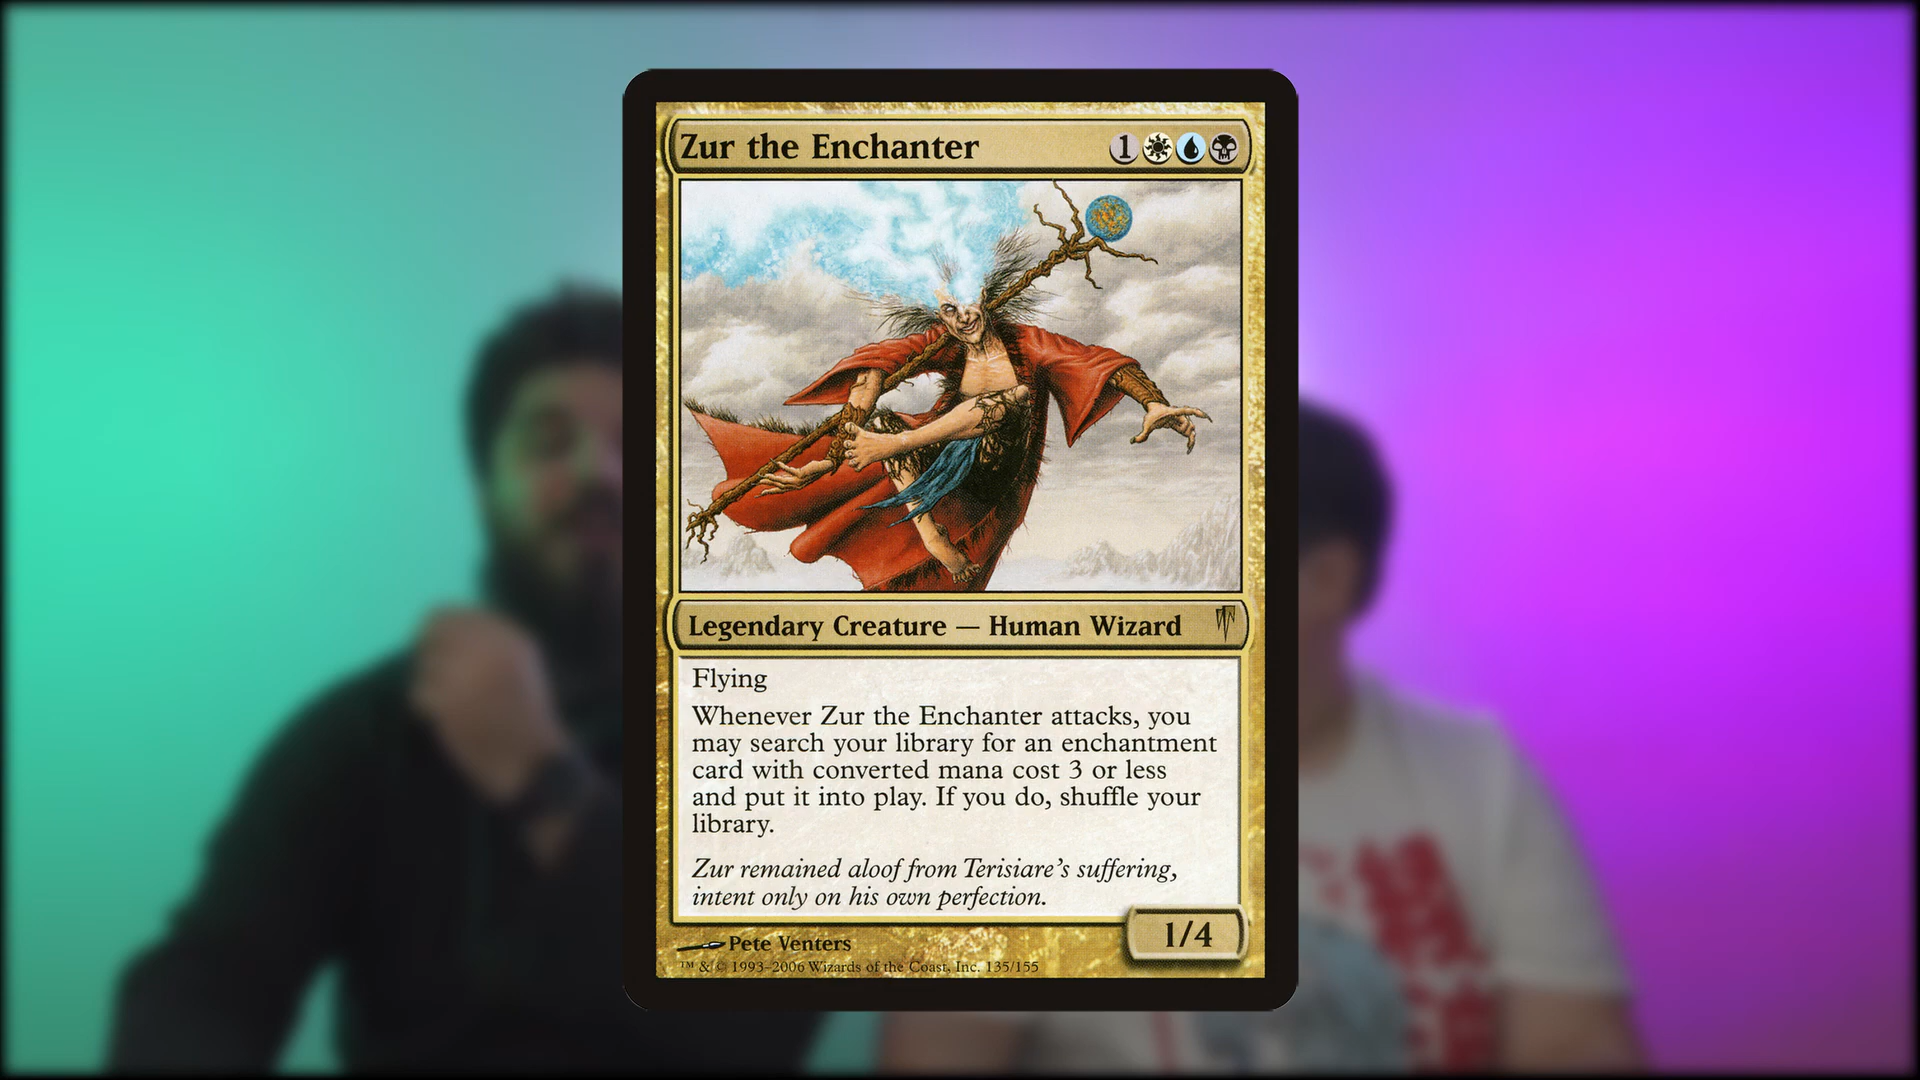 Zur the Enchanter 1
Legendary Creature — Human Wizard
Flying
Whenever Zur the Enchanter attacks, you
may search your library for an enchantment
card with converted mana cost 3 or less
and put it into play. If you do, shuffle your
library.
Zur remained aloof from Terisiare's suffering,
intent only on his own perfection.
1/4
Pete Venters
™ & © 1993–2006 Wizards of the Coast, Inc. 135/155